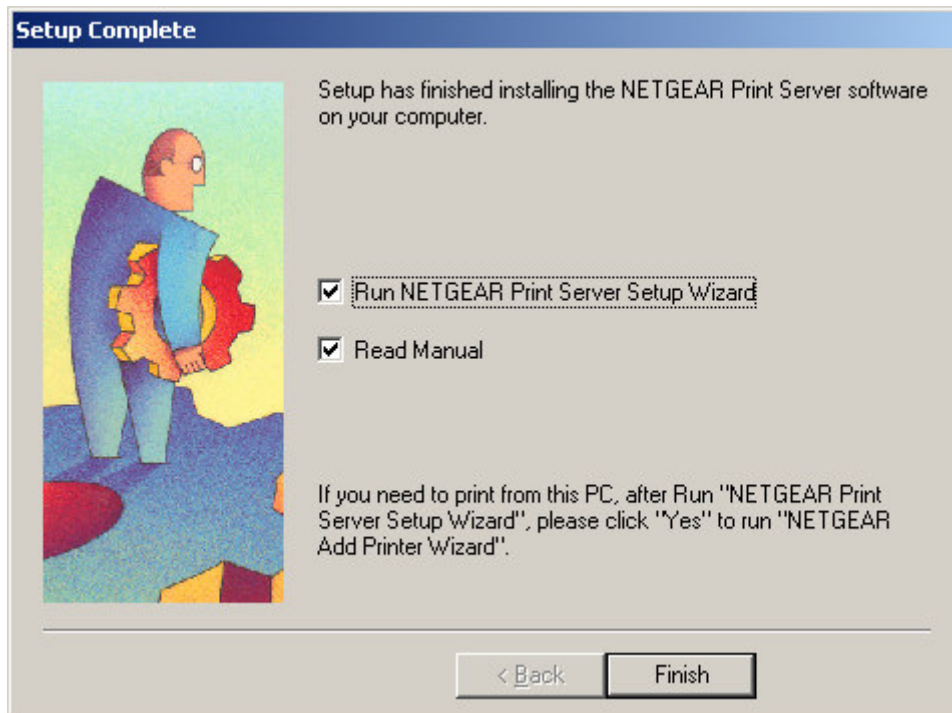 Setup Complete
Setup has finished installing the NETGEAR Print Server software
on your computer.
Run NETGEAR Print Server Setup Wizard
Read Manual
If you need to print from this PC, after Run "NETGEAR Print
Server Setup Wizard", please click "Yes" to run "NETGEAR
Add Printer Wizard".
< Back
Finish